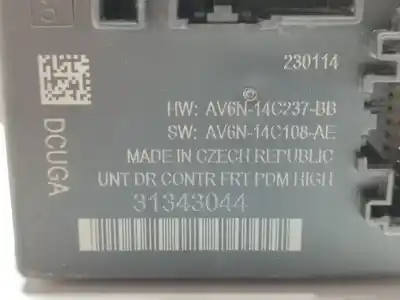 230114
HW: AV6N-14C237-BB
SW: AV6N-14C108-AE
MADE IN CZECH REPUBLIC
UNT DR CONTR FRT PDM HIGH
31343044
DCUGA